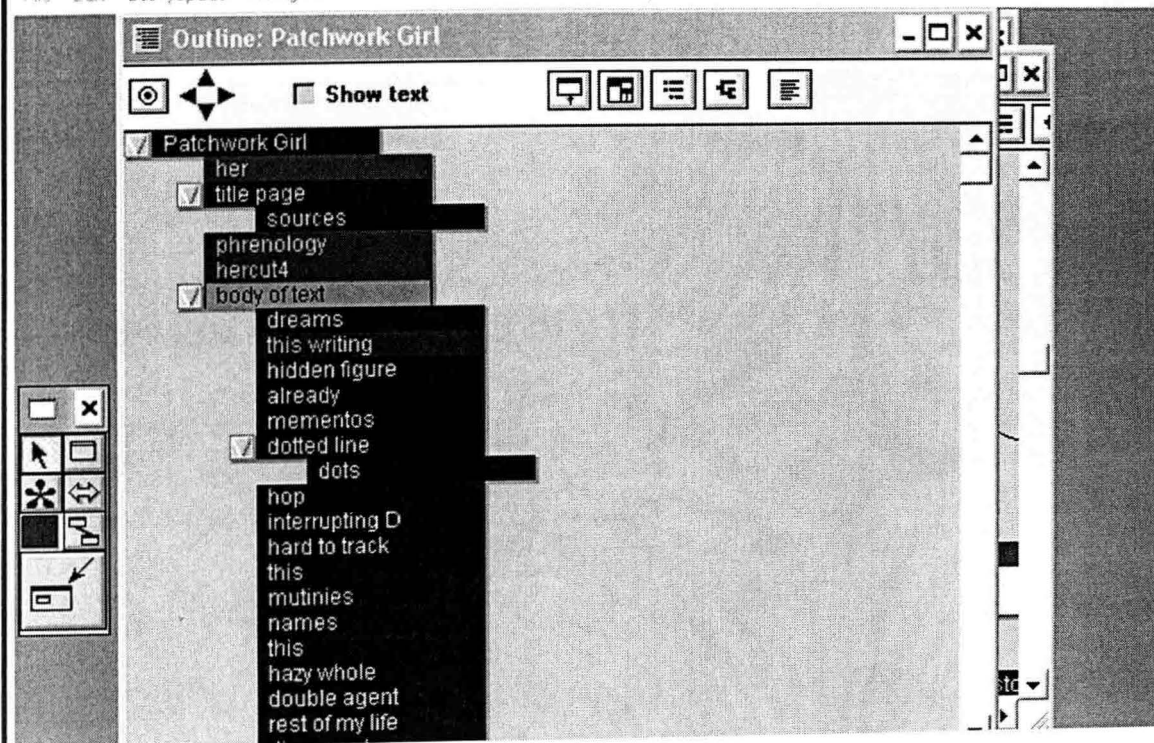 Outline: Patchwork Girl
Show text
Patchwork Girl
her
title page
sources
phrenology
hercut4
body of text
dreams
this writing
hidden figure
already
mementos
dotted line
dots
hop
interrupting D
hard to track
this
mutinies
names
this
hazy whole
double agent
rest of my life